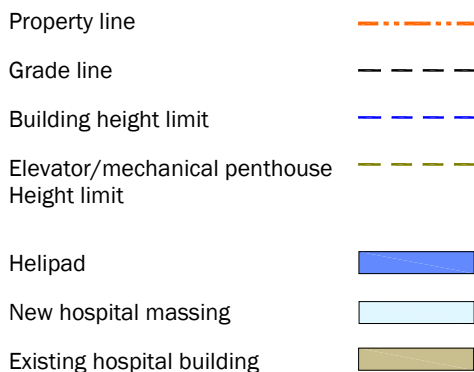 Property line
Grade line
Building height limit
Elevator/mechanical penthouse
Height limit
Helipad
New hospital massing
Existing hospital building